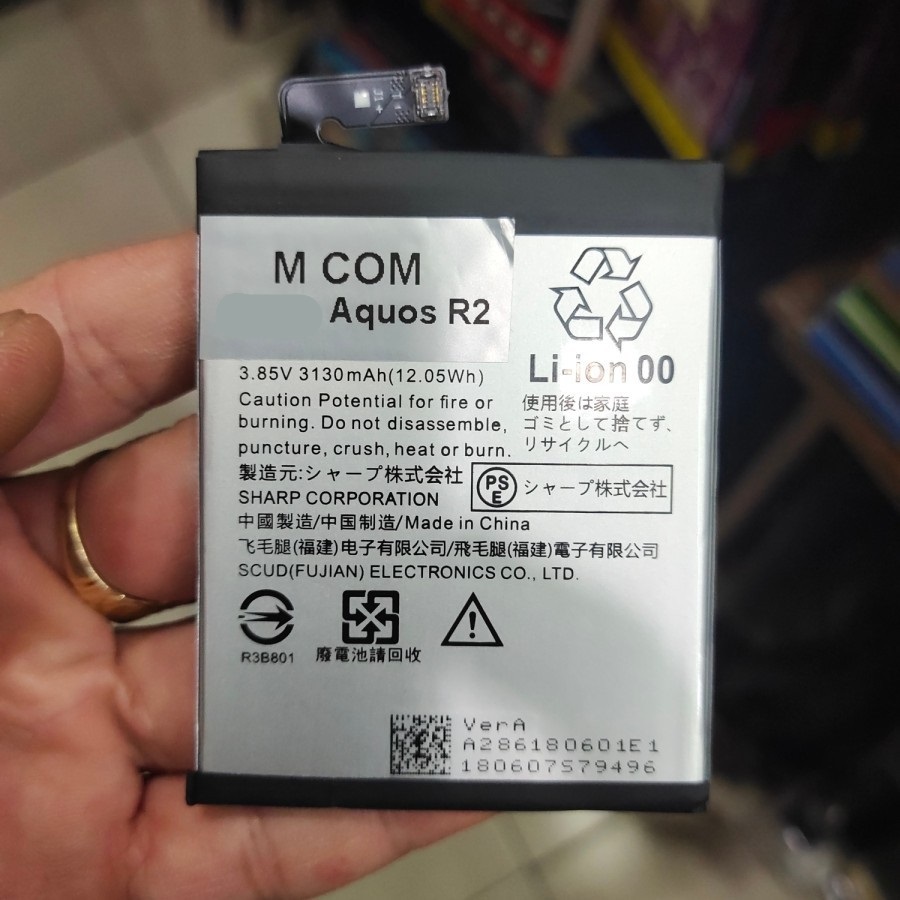 M COM
Aquos R2
Li-ion 00
3.85V 3130mAh(12.05Wh)
Caution Potential for fire or
burning. Do not disassemble,
puncture, crush, heat or burn.
使用後は家庭
ゴミとして捨てず、
リサイクルへ
製造元:シャープ株式会社
SHARP CORPORATION
PS
E
シャープ株式会社
中國製造/中国制造/Made in China
飞毛腿(福建)电子有限公司/飛毛腿(福建)電子有限公司
SCUD(FUJIAN) ELECTRONICS CO., LTD.
R3B801
廢電池請回收
VerA
A286180601E1
180607S79496